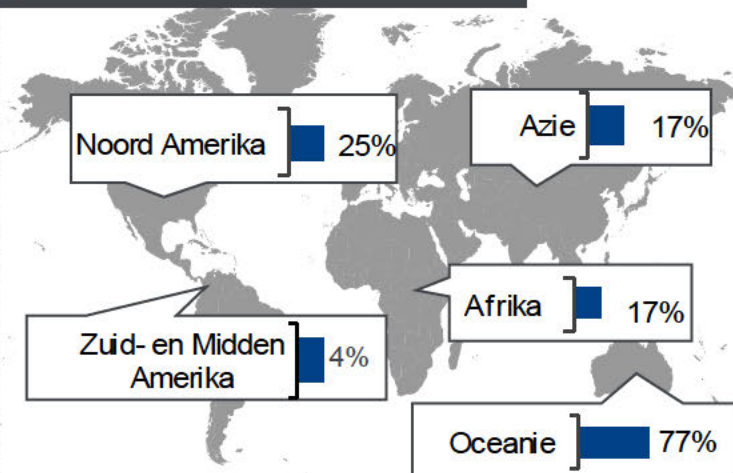 Noord Amerika 25%
Azie 17%
Afrika 17%
Zuid- en Midden
Amerika 4%
Oceanie 77%